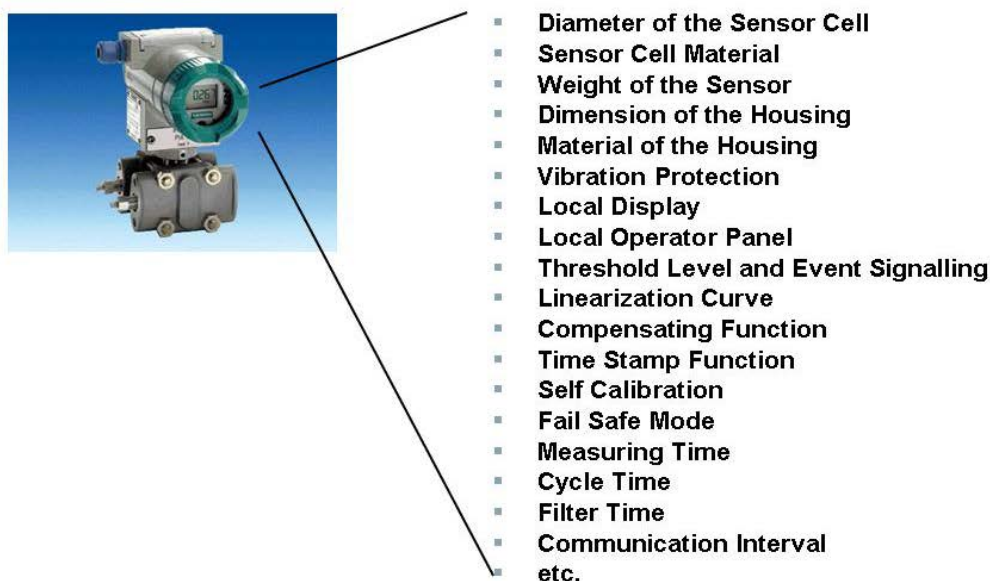 Diameter of the Sensor Cell
Sensor Cell Material
Weight of the Sensor
Dimension of the Housing
Material of the Housing
Vibration Protection
Local Display
Local Operator Panel
Threshold Level and Event Signalling
Linearization Curve
Compensating Function
Time Stamp Function
Self Calibration
Fail Safe Mode
Measuring Time
Cycle Time
Filter Time
Communication Interval
etc.